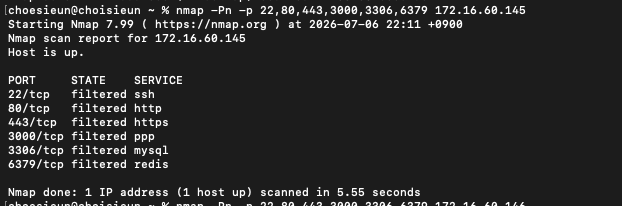 [choesieun@choisieun ~ % nmap -Pn -p 22,80,443,3000,3306,6379 172.16.60.145
Starting Nmap 7.99 ( https://nmap.org ) at 2026-07-06 22:11 +0900
Nmap scan report for 172.16.60.145
Host is up.
PORT     STATE    SERVICE
22/tcp   filtered ssh
80/tcp   filtered http
443/tcp  filtered https
3000/tcp filtered ppp
3306/tcp filtered mysql
6379/tcp filtered redis
Nmap done: 1 IP address (1 host up) scanned in 5.55 seconds
[choesieun@choisieun ~ % nmap -Pn -p 22,80,443,3000,3306,6379 172.16.60.146